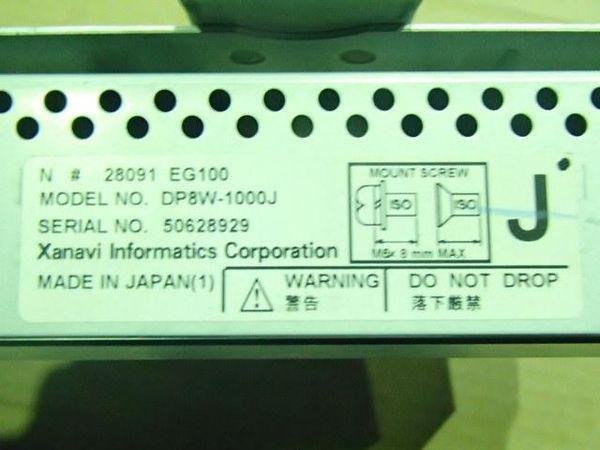 N # 28091 EG100
MODEL NO. DP8W-1000J
SERIAL NO. 50628929
Xanavi Informatics Corporation
MADE IN JAPAN(1)
MOUNT SCREW
ISO ISO
M6× 8 mm MAX.
J
WARNING
警告
DO NOT DROP
落下厳禁